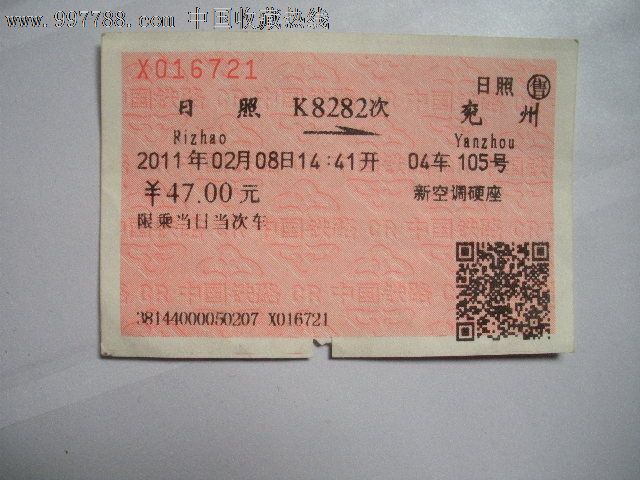 www.997788.com 中国收藏热线
X016721
日照 售
日 照 K8282次 兖 州
Rizhao Yanzhou
2011年02月08日14:41开 04车105号
￥47.00元 新空调硬座
限乘当日当次车
38144000050207 X016721